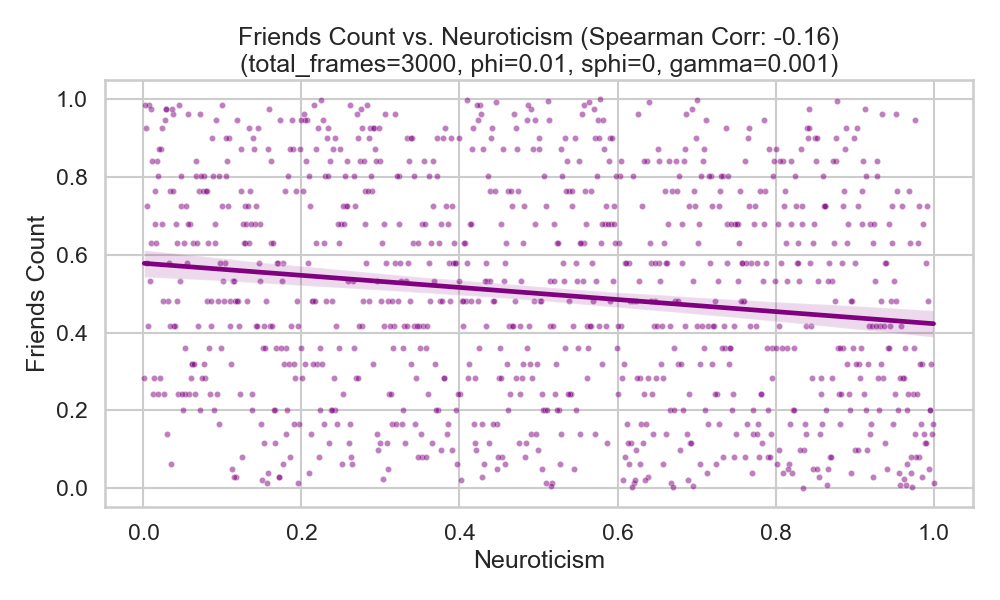 Friends Count vs. Neuroticism (Spearman Corr: -0.16)
(total_frames=3000, phi=0.01, sphi=0, gamma=0.001)
Friends Count
1.0
0.8
0.6
0.4
0.2
0.0
0.0 0.2 0.4 0.6 0.8 1.0
Neuroticism